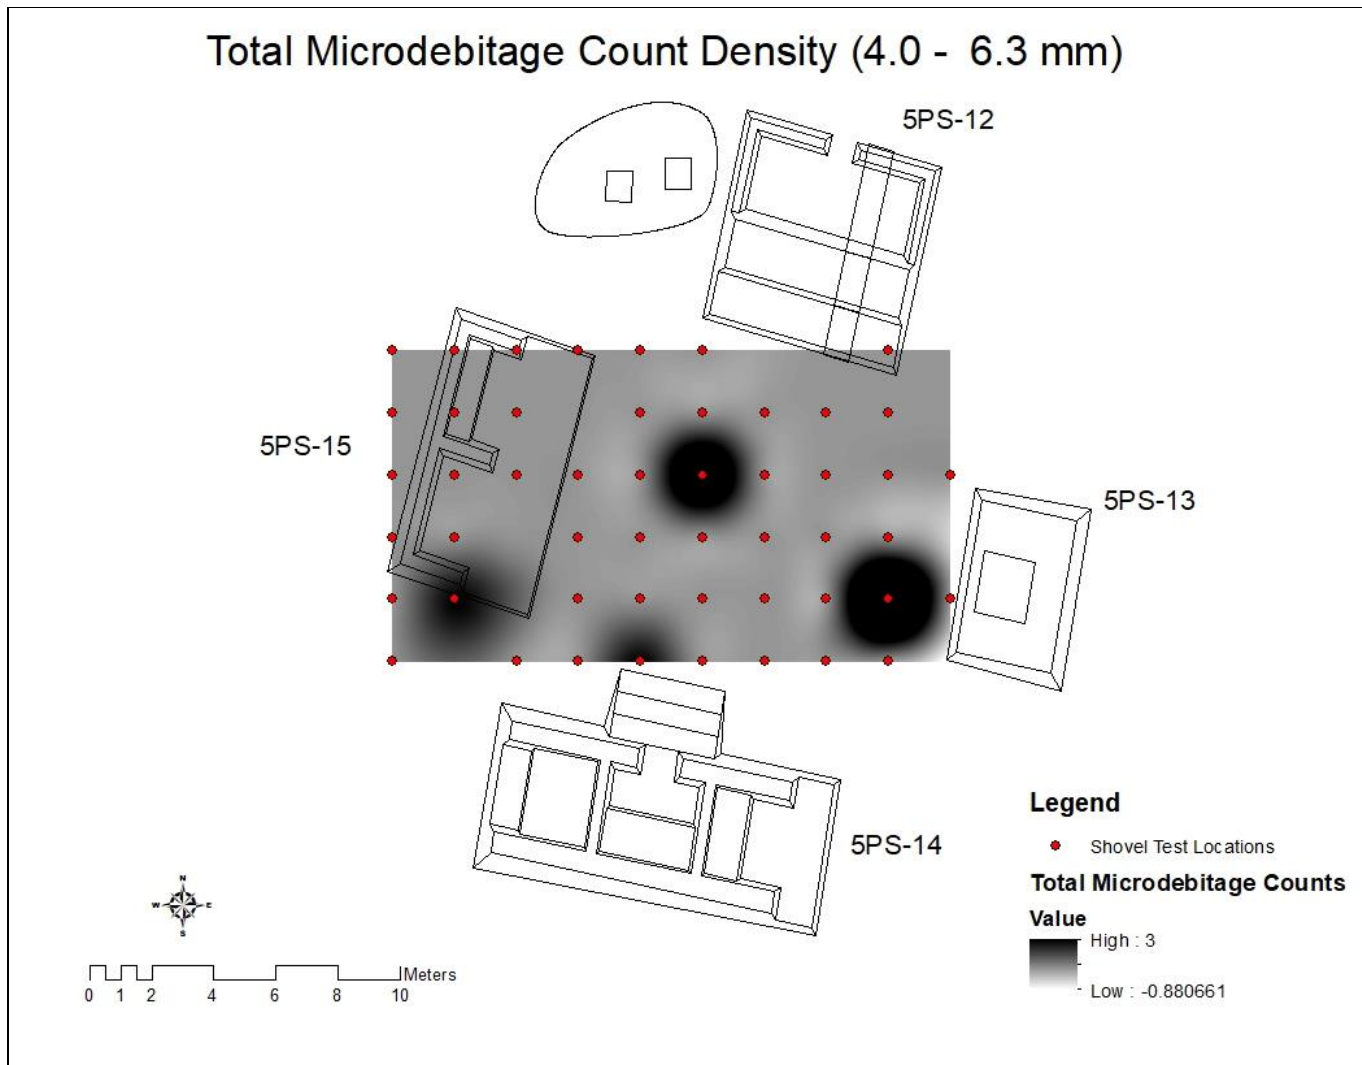 Total Microdebitage Count Density (4.0 - 6.3 mm)
5PS-12
5PS-15
5PS-13
5PS-14
N
W E
S
Meters
0 1 2 4 6 8 10
Legend
Shovel Test Locations
Total Microdebitage Counts
Value
High : 3
Low : -0.880661